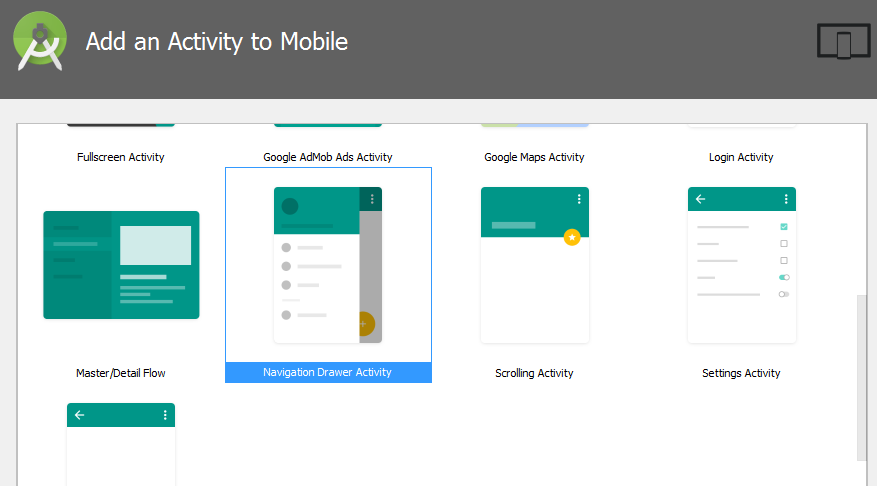 Add an Activity to Mobile
Fullscreen Activity
Google AdMob Ads Activity
Google Maps Activity
Login Activity
Master/Detail Flow
Navigation Drawer Activity
Scrolling Activity
Settings Activity